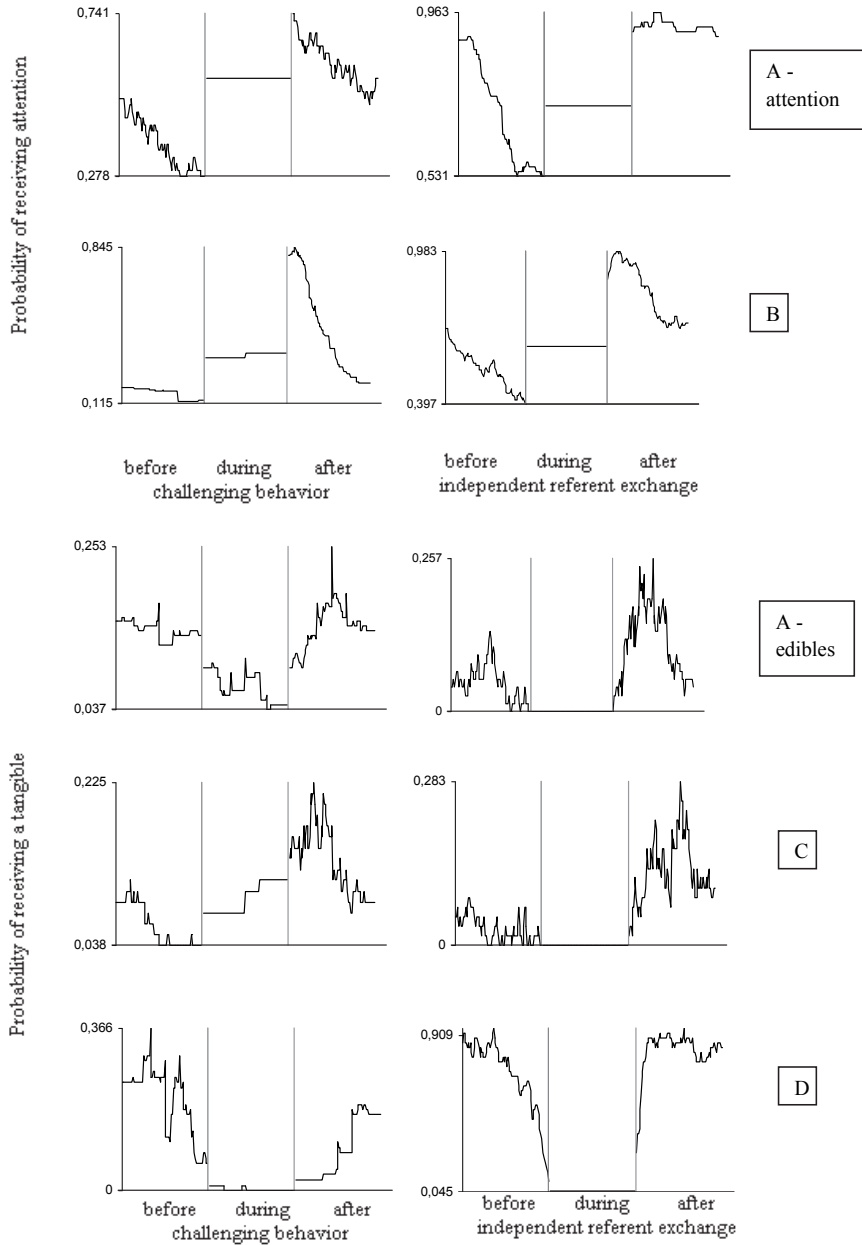 0,741
0,278
0,963
0,531
A -
attention
Probability of receiving attention
0,845
0,115
0,983
0,397
B
before during after
challenging behavior
before during after
independent referent exchange
0,253
0,037
0,257
0
A -
edibles
Probability of receiving a tangible
0,225
0,038
0,283
0
C
0,366
0
0,909
0,045
D
before during after
challenging behavior
before during after
independent referent exchange